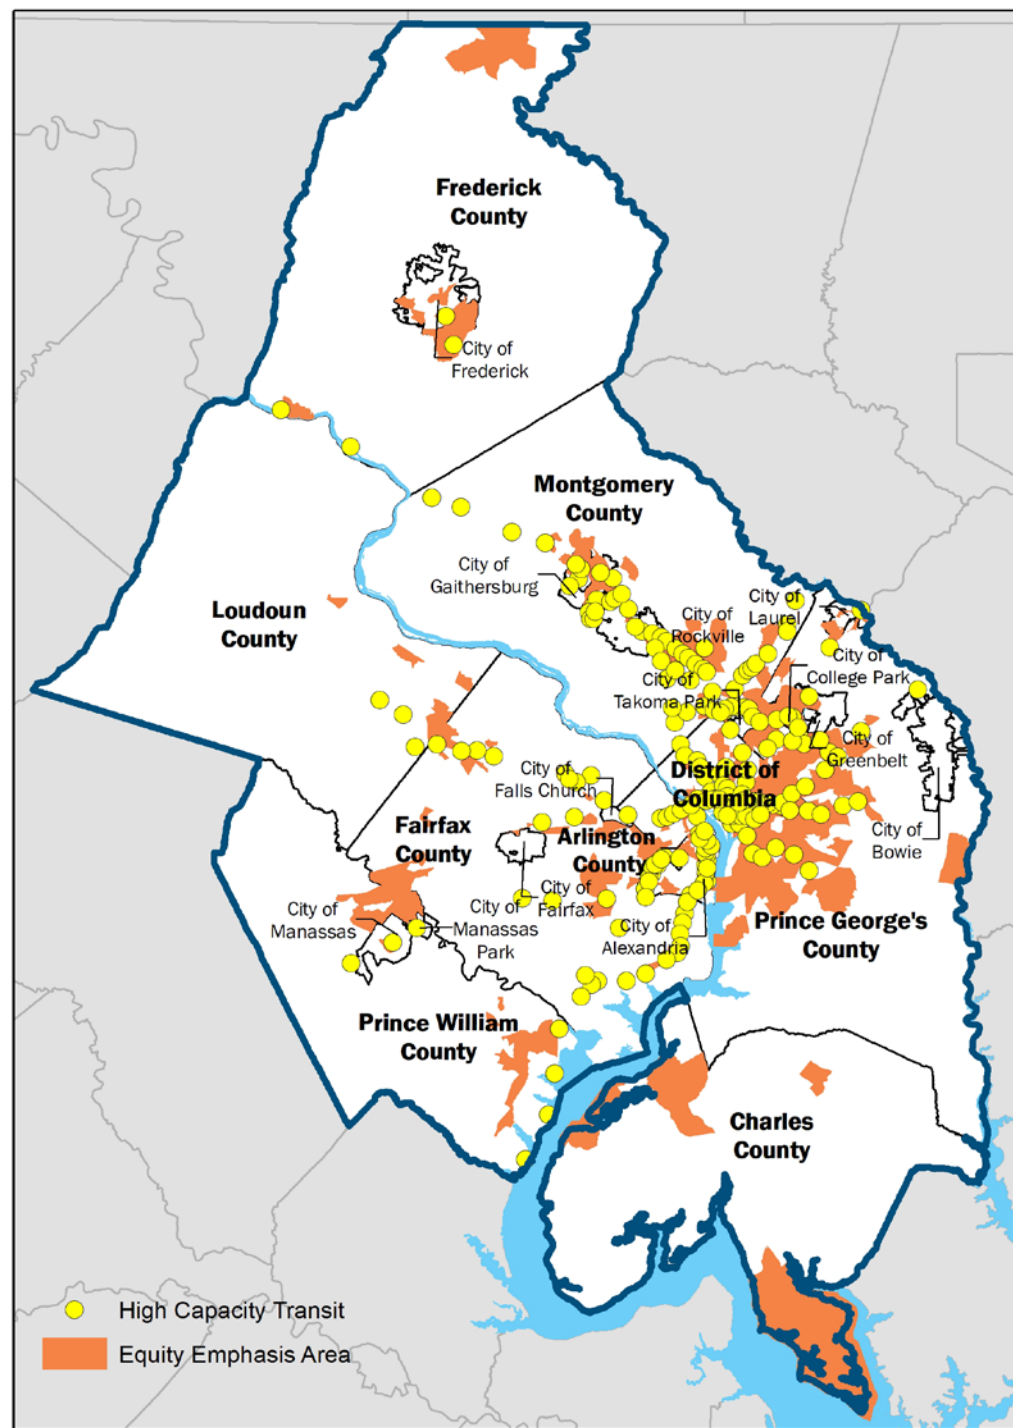 Frederick
County
City of
Frederick
Montgomery
County
City of
Gaithersburg
Loudoun
County
City of
Rockville
City of
Laurel
City of
College Park
City of
Takoma Park
City of
Greenbelt
District of
Columbia
City of
Falls Church
Fairfax
County
Arlington
County
City of
Bowie
City of
Manassas
City of
Manassas
Park
City of
Fairfax
City of
Alexandria
Prince George's
County
Prince William
County
Charles
County
High Capacity Transit
Equity Emphasis Area